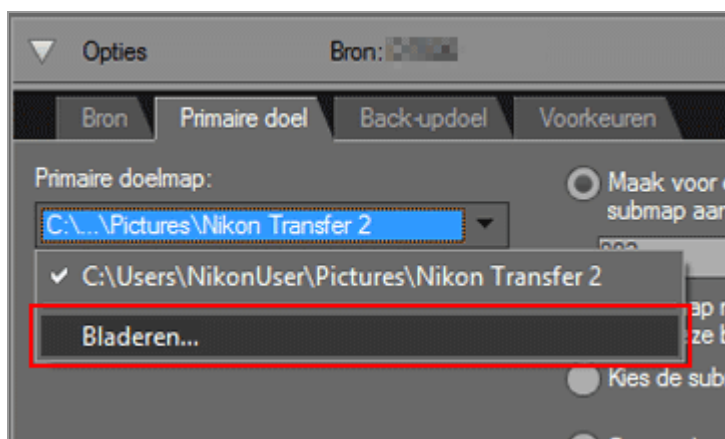 Opties Bron:
Bron Primaire doel Back-updoel Voorkeuren
Primaire doelmap:
Maak voor
submap aan
C:\...\Pictures\Nikon Transfer 2
C:\Users\NikonUser\Pictures\Nikon Transfer 2
Bladeren...
Kies de sub